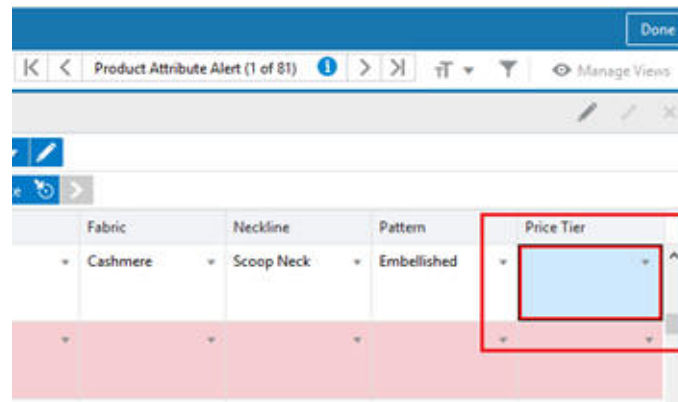 Done
Product Attribute Alert (1 of 81)
Manage Views
Fabric Neckline Pattern Price Tier
Cashmere Scoop Neck Embellished